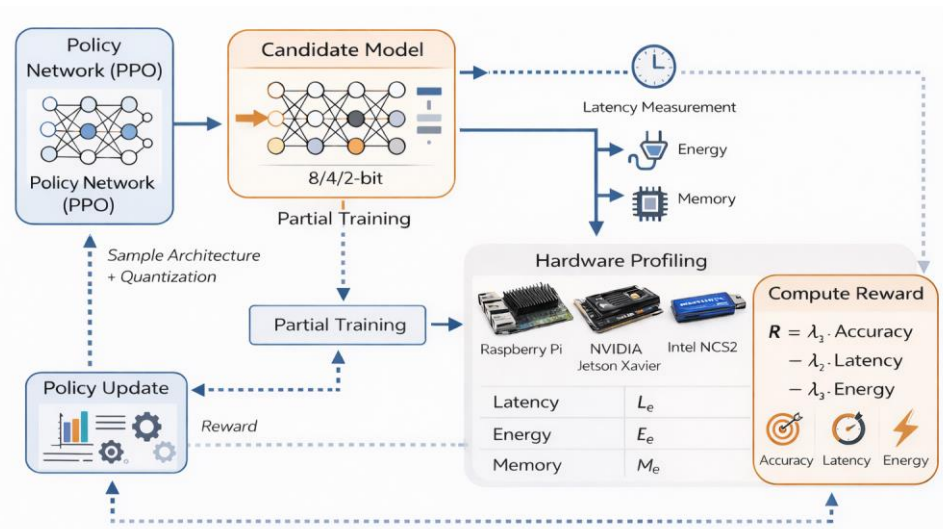 Policy
Network (PPO)
Policy Network
(PPO)
Candidate Model
8/4/2-bit
Partial Training
Latency Measurement
Energy
Memory
Sample Architecture
+ Quantization
Partial Training
Hardware Profiling
Raspberry Pi
NVIDIA
Jetson Xavier
Intel NCS2
Latency Lₑ
Energy Eₑ
Memory Mₑ
Compute Reward
R = λ₃. Accuracy
− λ₂. Latency
− λ₃. Energy
Accuracy Latency Energy
Policy Update
Reward